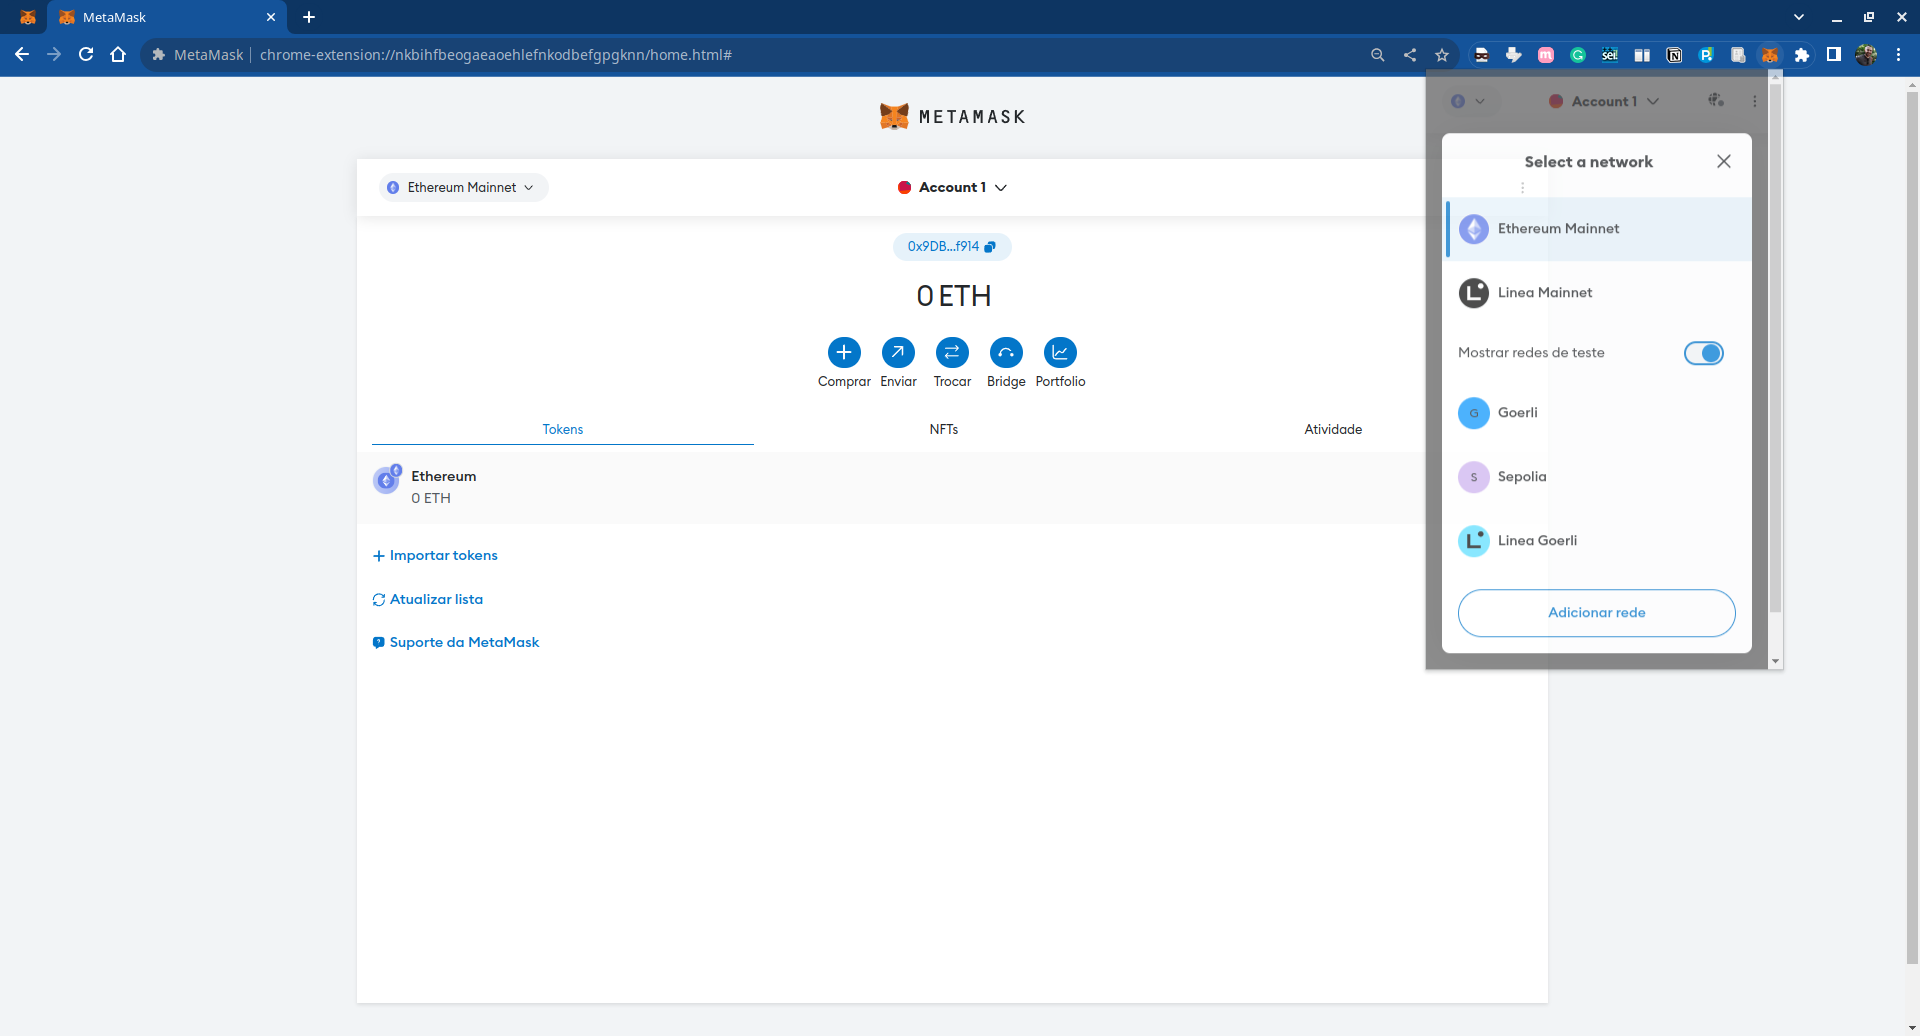 MetaMask
MetaMask chrome-extension://nkbihfbeogaeaoehlefnkodbefgpgknn/home.html#
METAMASK
Ethereum Mainnet
Account 1
0x9DB...f914
0 ETH
Comprar Enviar Trocar Bridge Portfolio
Tokens NFTs Atividade
Ethereum
0 ETH
Importar tokens
Atualizar lista
Suporte da MetaMask
Account 1
Select a network
Ethereum Mainnet
Linea Mainnet
Mostrar redes de teste
G Goerli
S Sepolia
L Linea Goerli
Adicionar rede